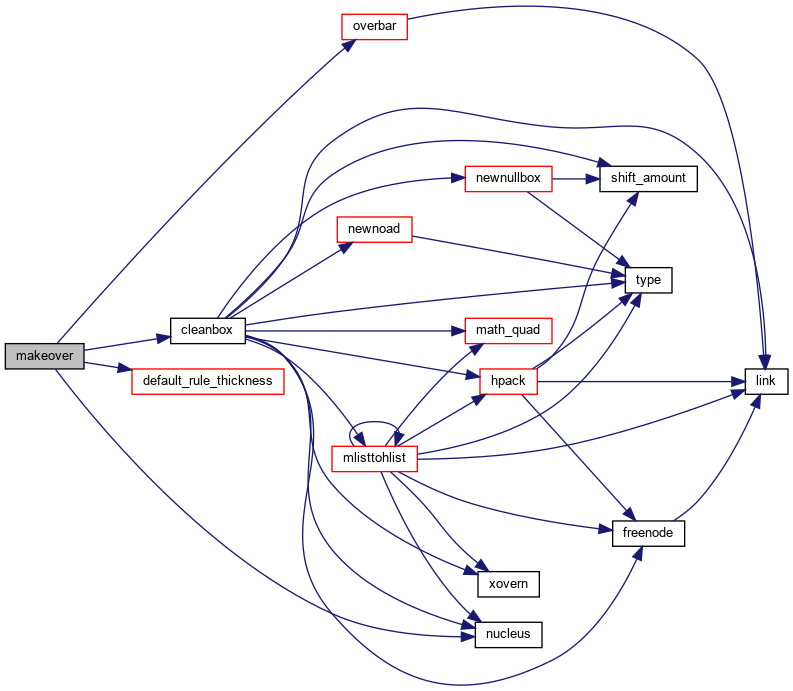 overbar
newnullbox
shift_amount
newnoad
type
cleanbox
math_quad
makeover
default_rule_thickness
hpack
link
mlisttohlist
freenode
xovern
nucleus